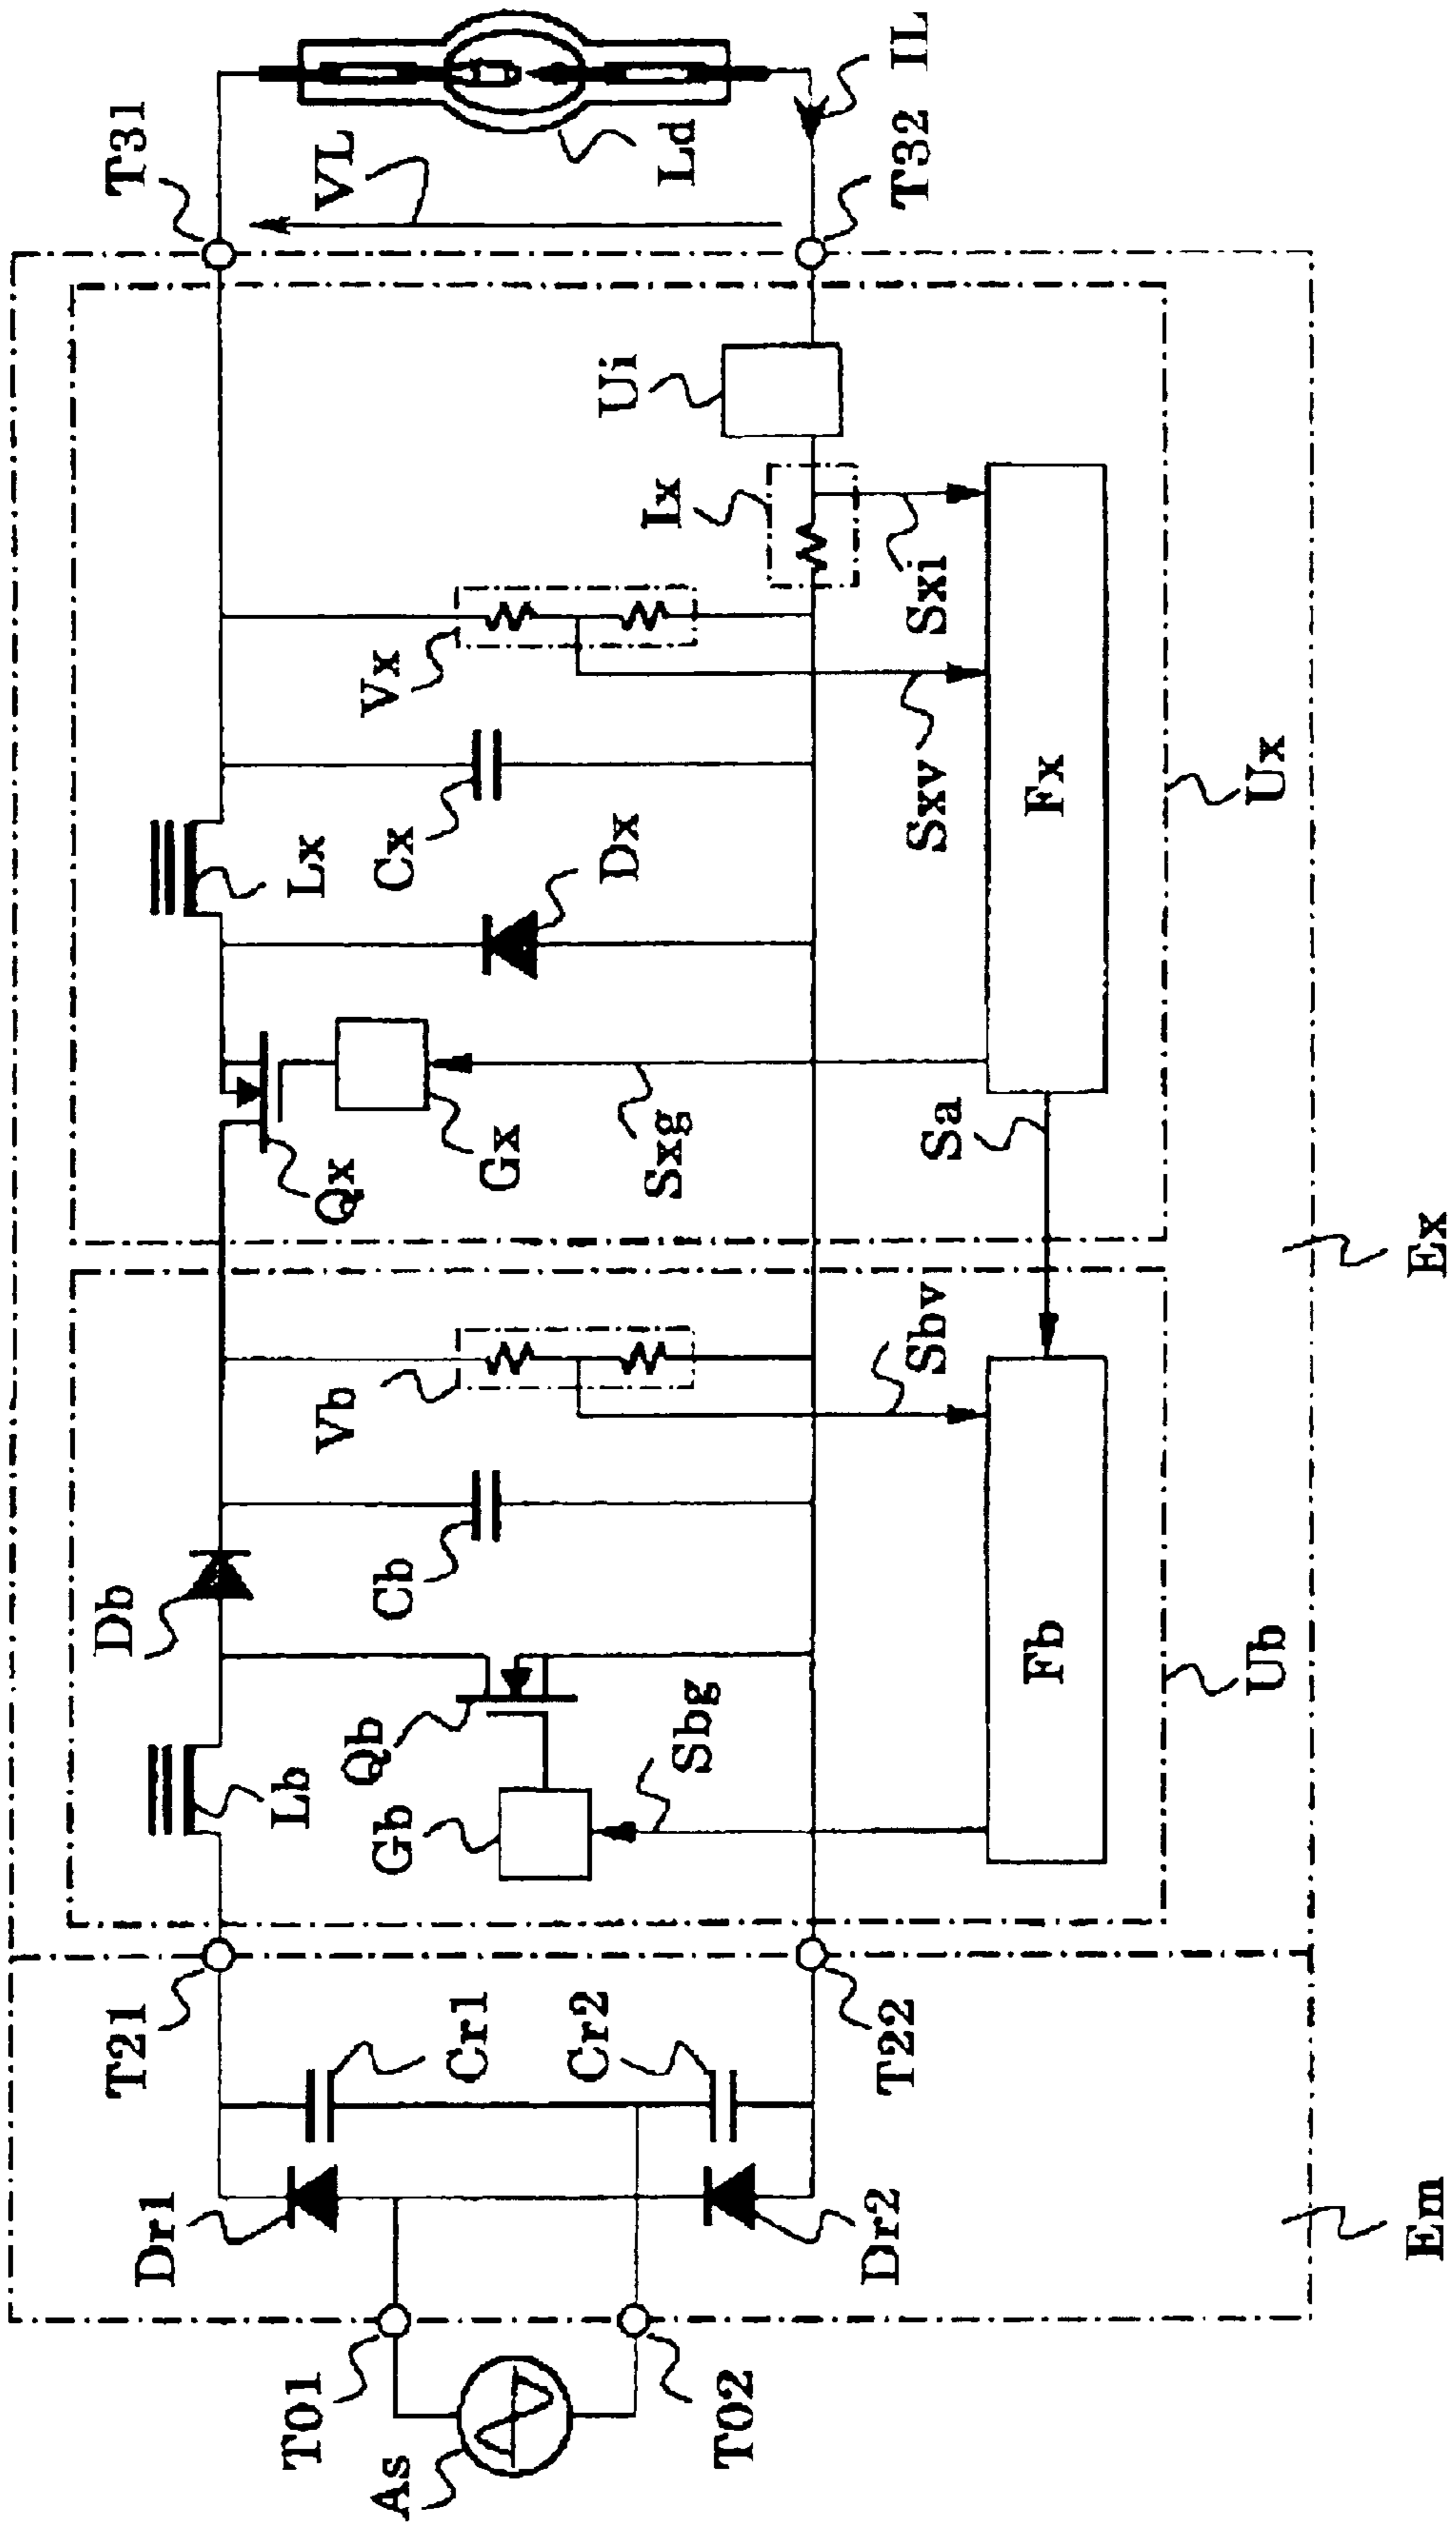 As
T01
T02
Dr1
Dr2
Cr1
Cr2
T21
T22
Em
Lb
Gb
Qb
Sbg
Db
Cb
Vb
Sbv
Fb
Ub
Sa
Ex
Qx
Gx
Sxg
Dx
Lx
Cx
Vx
Sxv
Sxi
Ix
Ui
Fx
Ux
T31
T32
VL
Ld
IL